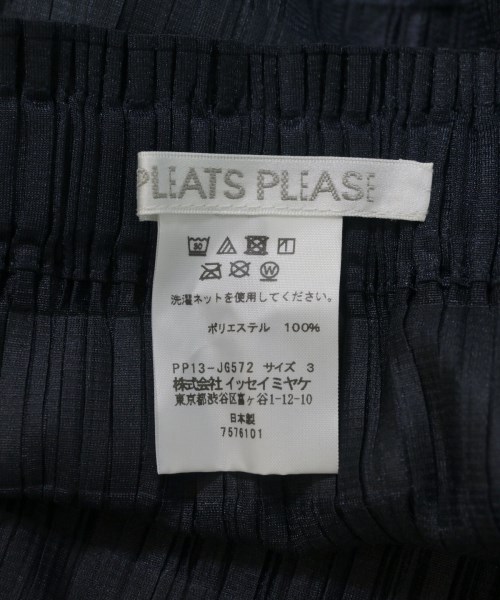 PLEATS PLEASE
30
W
洗濯ネットを使用してください。
ポリエステル 100%
PP13-JG572 サイズ 3
株式会社イッセイミヤケ
東京都渋谷区富ヶ谷1-12-10
日本製
7576101